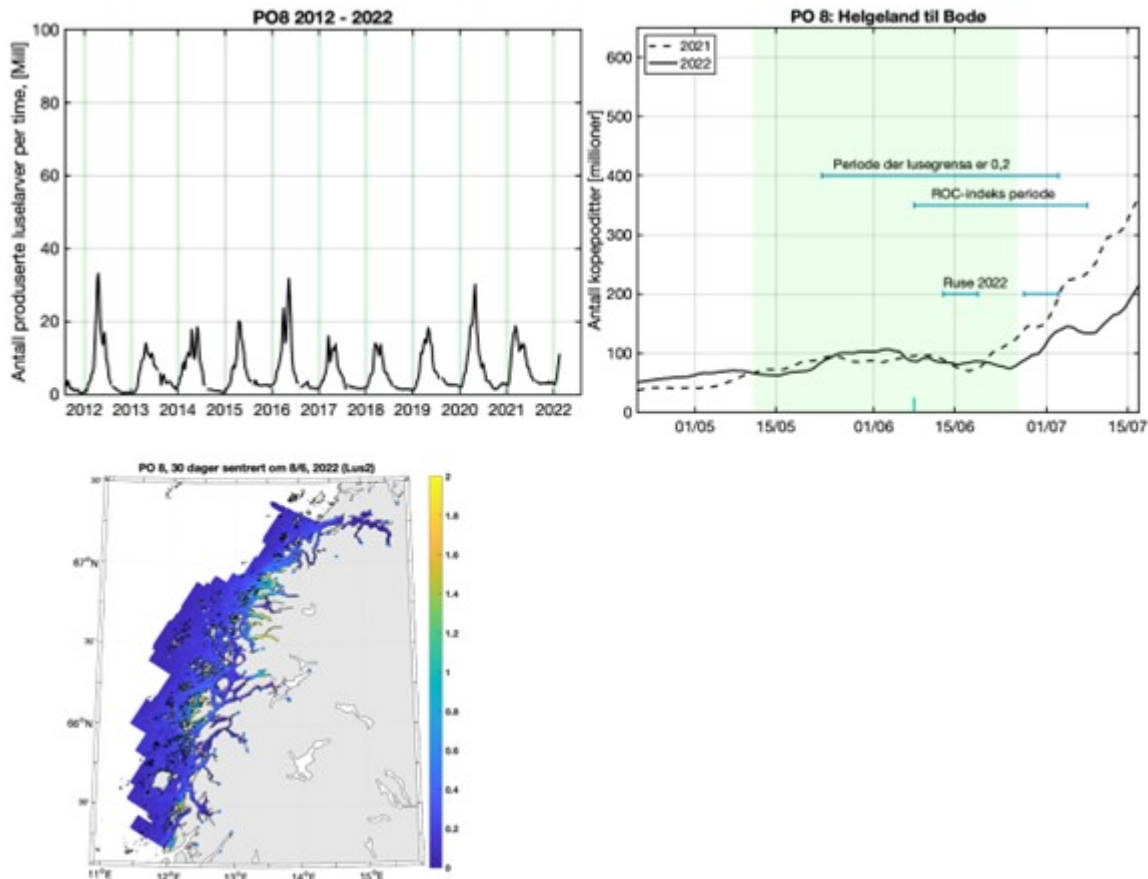 PO8 2012 - 2022
Antall produserte luselarver per time, [Mill]
100
80
60
40
20
0
2012 2013 2014 2015 2016 2017 2018 2019 2020 2021 2022
PO 8: Helgeland til Bodø
Antall kopepoditter [millioner]
600
500
400
300
200
100
0
2021
2022
Periode der lusegrensa er 0,2
ROC-indeks periode
Ruse 2022
01/05 15/05 01/06 15/06 01/07 15/07
PO 8, 30 dager sentrert om 8/6, 2022 (Lus2)
30'
67°N
30'
66°N
30'
11°E 12°E 13°E 14°E 15°E
2
1.8
1.6
1.4
1.2
1
0.8
0.6
0.4
0.2
0